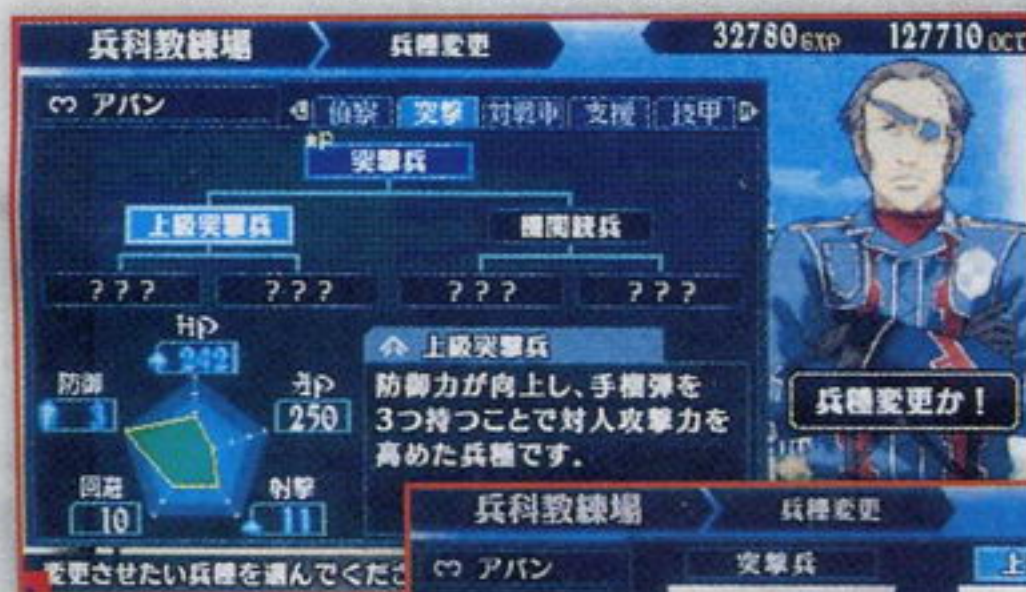 兵科教練場 兵種変更 32780 EXP 127710 DCT
アバン 偵察 突撃 対戦車 支援 技甲
突撃兵
上級突撃兵 機関銃兵
??? ??? ??? ???
HP
242
防御 AP
3 250
回避 射撃
10 11
上級突撃兵
防御力が向上し、手榴弾を
3つ持つことで対人攻撃力を
高めた兵種です。
兵種変更か！
変更させたい兵種を選んでくださ
兵科教練場 兵種変更
アバン 突撃兵 上